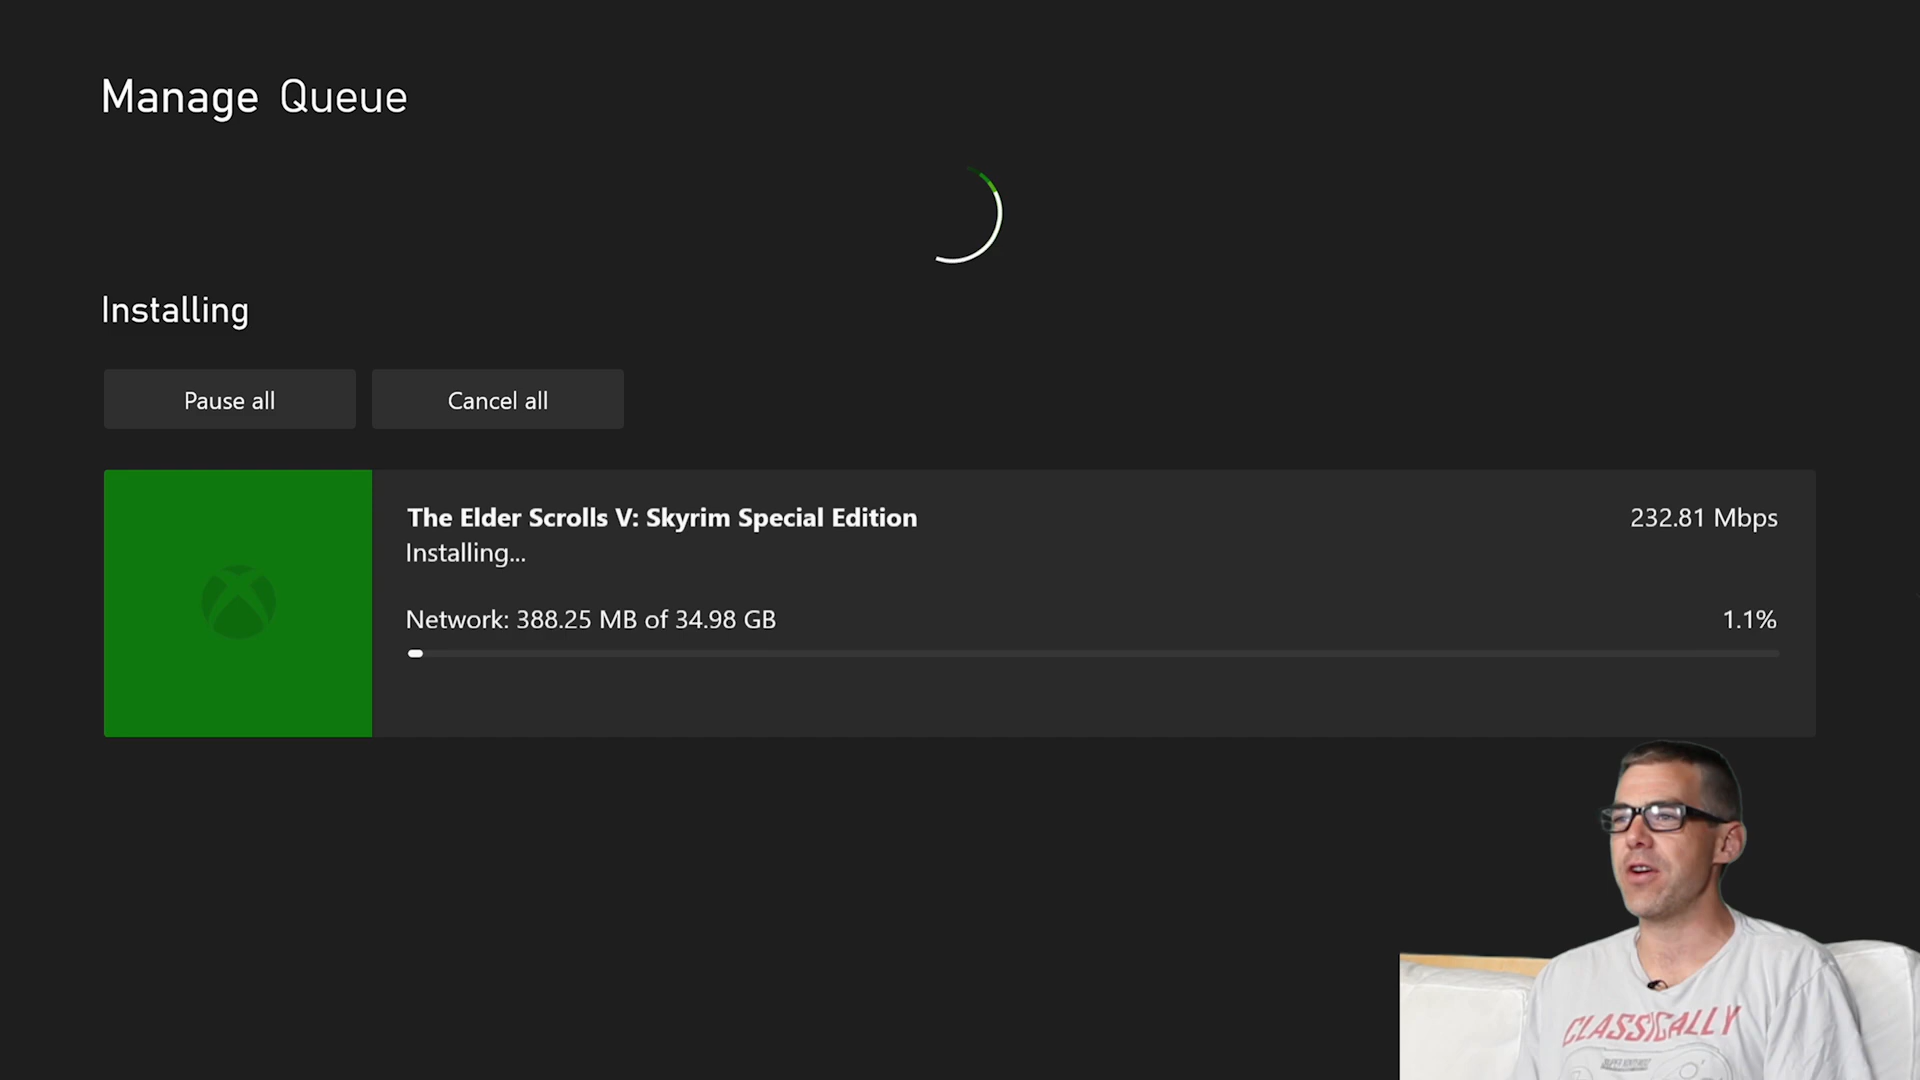 Manage Queue
Installing
Pause all
Cancel all
The Elder Scrolls V: Skyrim Special Edition
232.81 Mbps
Installing...
Network: 388.25 MB of 34.98 GB
1.1%
CLASSICALLY